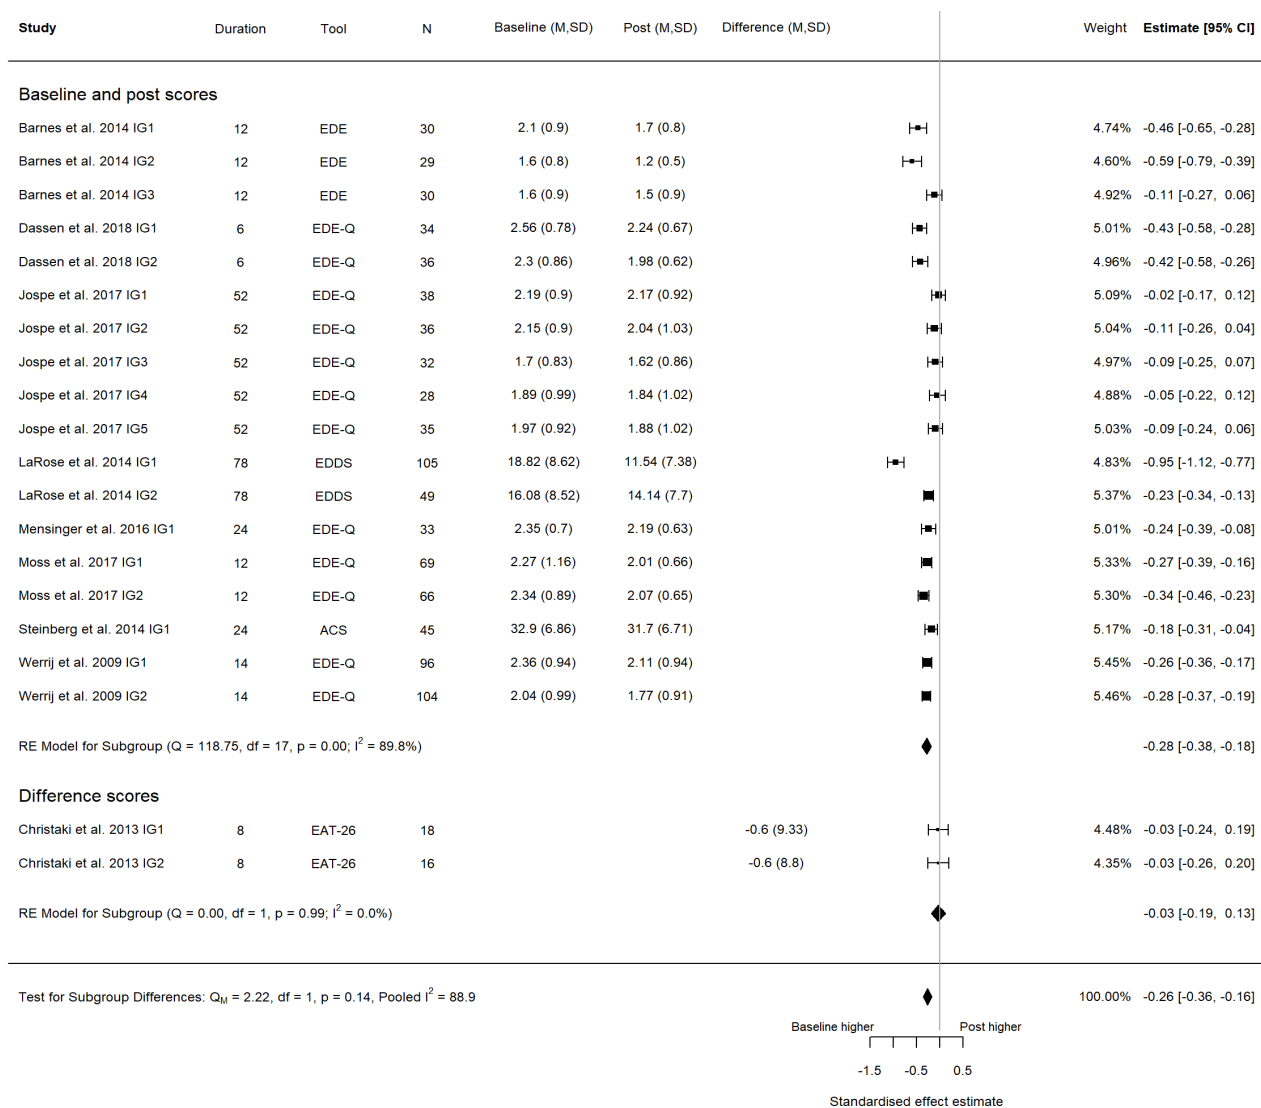 Study Duration Tool N Baseline (M,SD) Post (M,SD) Difference (M,SD) Weight Estimate [95% CI]
Baseline and post scores
Barnes et al. 2014 IG1 12 EDE 30 2.1 (0.9) 1.7 (0.8) 4.74% -0.46 [-0.65, -0.28]
Barnes et al. 2014 IG2 12 EDE 29 1.6 (0.8) 1.2 (0.5) 4.60% -0.59 [-0.79, -0.39]
Barnes et al. 2014 IG3 12 EDE 30 1.6 (0.9) 1.5 (0.9) 4.92% -0.11 [-0.27, 0.06]
Dassen et al. 2018 IG1 6 EDE-Q 34 2.56 (0.78) 2.24 (0.67) 5.01% -0.43 [-0.58, -0.28]
Dassen et al. 2018 IG2 6 EDE-Q 36 2.3 (0.86) 1.98 (0.62) 4.96% -0.42 [-0.58, -0.26]
Jospe et al. 2017 IG1 52 EDE-Q 38 2.19 (0.9) 2.17 (0.92) 5.09% -0.02 [-0.17, 0.12]
Jospe et al. 2017 IG2 52 EDE-Q 36 2.15 (0.9) 2.04 (1.03) 5.04% -0.11 [-0.26, 0.04]
Jospe et al. 2017 IG3 52 EDE-Q 32 1.7 (0.83) 1.62 (0.86) 4.97% -0.09 [-0.25, 0.07]
Jospe et al. 2017 IG4 52 EDE-Q 28 1.89 (0.99) 1.84 (1.02) 4.88% -0.05 [-0.22, 0.12]
Jospe et al. 2017 IG5 52 EDE-Q 35 1.97 (0.92) 1.88 (1.02) 5.03% -0.09 [-0.24, 0.06]
LaRose et al. 2014 IG1 78 EDDS 105 18.82 (8.62) 11.54 (7.38) 4.83% -0.95 [-1.12, -0.77]
LaRose et al. 2014 IG2 78 EDDS 49 16.08 (8.52) 14.14 (7.7) 5.37% -0.23 [-0.34, -0.13]
Mensinger et al. 2016 IG1 24 EDE-Q 33 2.35 (0.7) 2.19 (0.63) 5.01% -0.24 [-0.39, -0.08]
Moss et al. 2017 IG1 12 EDE-Q 69 2.27 (1.16) 2.01 (0.66) 5.33% -0.27 [-0.39, -0.16]
Moss et al. 2017 IG2 12 EDE-Q 66 2.34 (0.89) 2.07 (0.65) 5.30% -0.34 [-0.46, -0.23]
Steinberg et al. 2014 IG1 24 ACS 45 32.9 (6.86) 31.7 (6.71) 5.17% -0.18 [-0.31, -0.04]
Werrij et al. 2009 IG1 14 EDE-Q 96 2.36 (0.94) 2.11 (0.94) 5.45% -0.26 [-0.36, -0.17]
Werrij et al. 2009 IG2 14 EDE-Q 104 2.04 (0.99) 1.77 (0.91) 5.46% -0.28 [-0.37, -0.19]
RE Model for Subgroup (Q = 118.75, df = 17, p = 0.00; I² = 89.8%) -0.28 [-0.38, -0.18]
Difference scores
Christaki et al. 2013 IG1 8 EAT-26 18 -0.6 (9.33) 4.48% -0.03 [-0.24, 0.19]
Christaki et al. 2013 IG2 8 EAT-26 16 -0.6 (8.8) 4.35% -0.03 [-0.26, 0.20]
RE Model for Subgroup (Q = 0.00, df = 1, p = 0.99; I² = 0.0%) -0.03 [-0.19, 0.13]
Test for Subgroup Differences: Q_M = 2.22, df = 1, p = 0.14, Pooled I² = 88.9 100.00% -0.26 [-0.36, -0.16]
Baseline higher Post higher
-1.5 -0.5 0.5
Standardised effect estimate